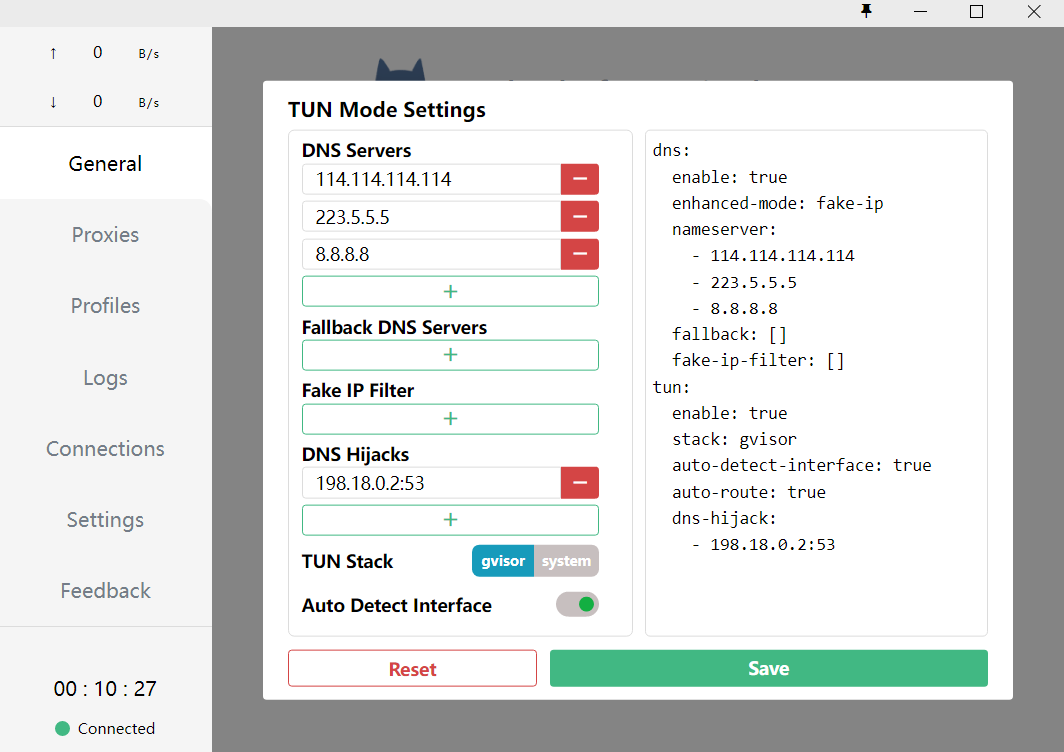 ↑ 0 B/s
↓ 0 B/s
General
Proxies
Profiles
Logs
Connections
Settings
Feedback
00 : 10 : 27
Connected
TUN Mode Settings
DNS Servers
114.114.114.114
223.5.5.5
8.8.8.8
+
Fallback DNS Servers
+
Fake IP Filter
+
DNS Hijacks
198.18.0.2:53
+
TUN Stack gvisor system
Auto Detect Interface
dns:
enable: true
enhanced-mode: fake-ip
nameserver:
- 114.114.114.114
- 223.5.5.5
- 8.8.8.8
fallback: []
fake-ip-filter: []
tun:
enable: true
stack: gvisor
auto-detect-interface: true
auto-route: true
dns-hijack:
- 198.18.0.2:53
Reset Save